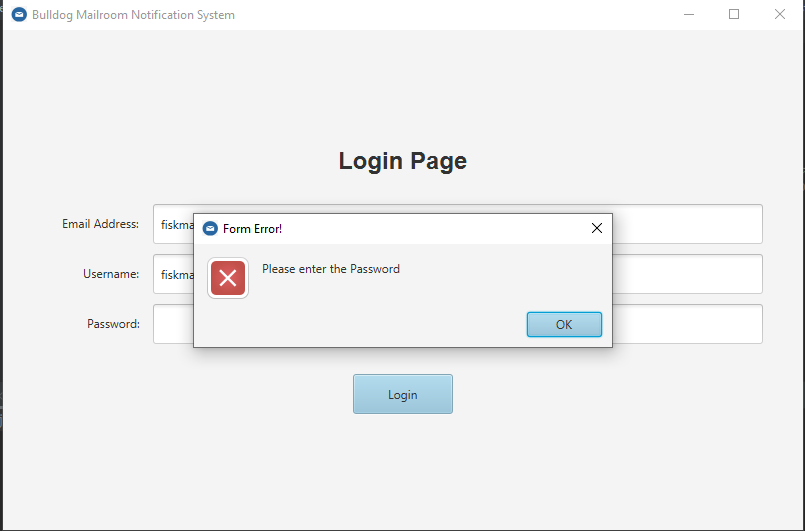 Bulldog Mailroom Notification System
Login Page
Email Address: fiskma
Form Error!
Username: fiskma
Please enter the Password
Password:
OK
Login